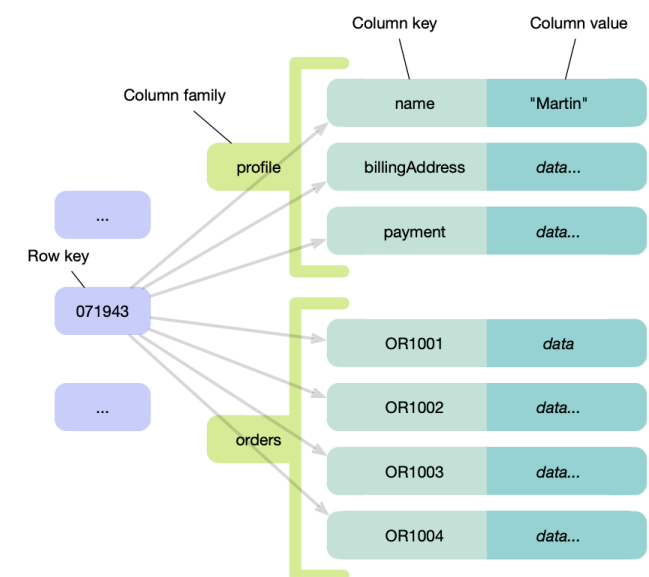 Column key
Column value
Column family
name
"Martin"
profile
billingAddress
data...
...
payment
data...
Row key
071943
OR1001
data
...
OR1002
data...
orders
OR1003
data...
OR1004
data...